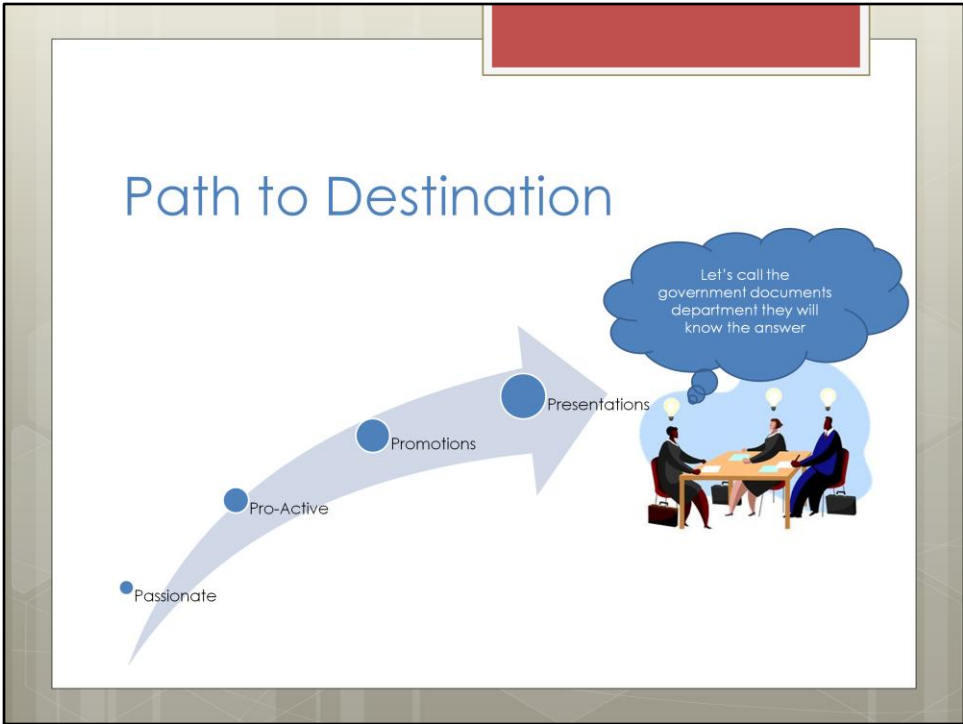 Path to Destination
Let's call the
government documents
department they will
know the answer
Presentations
Promotions
Pro-Active
Passionate